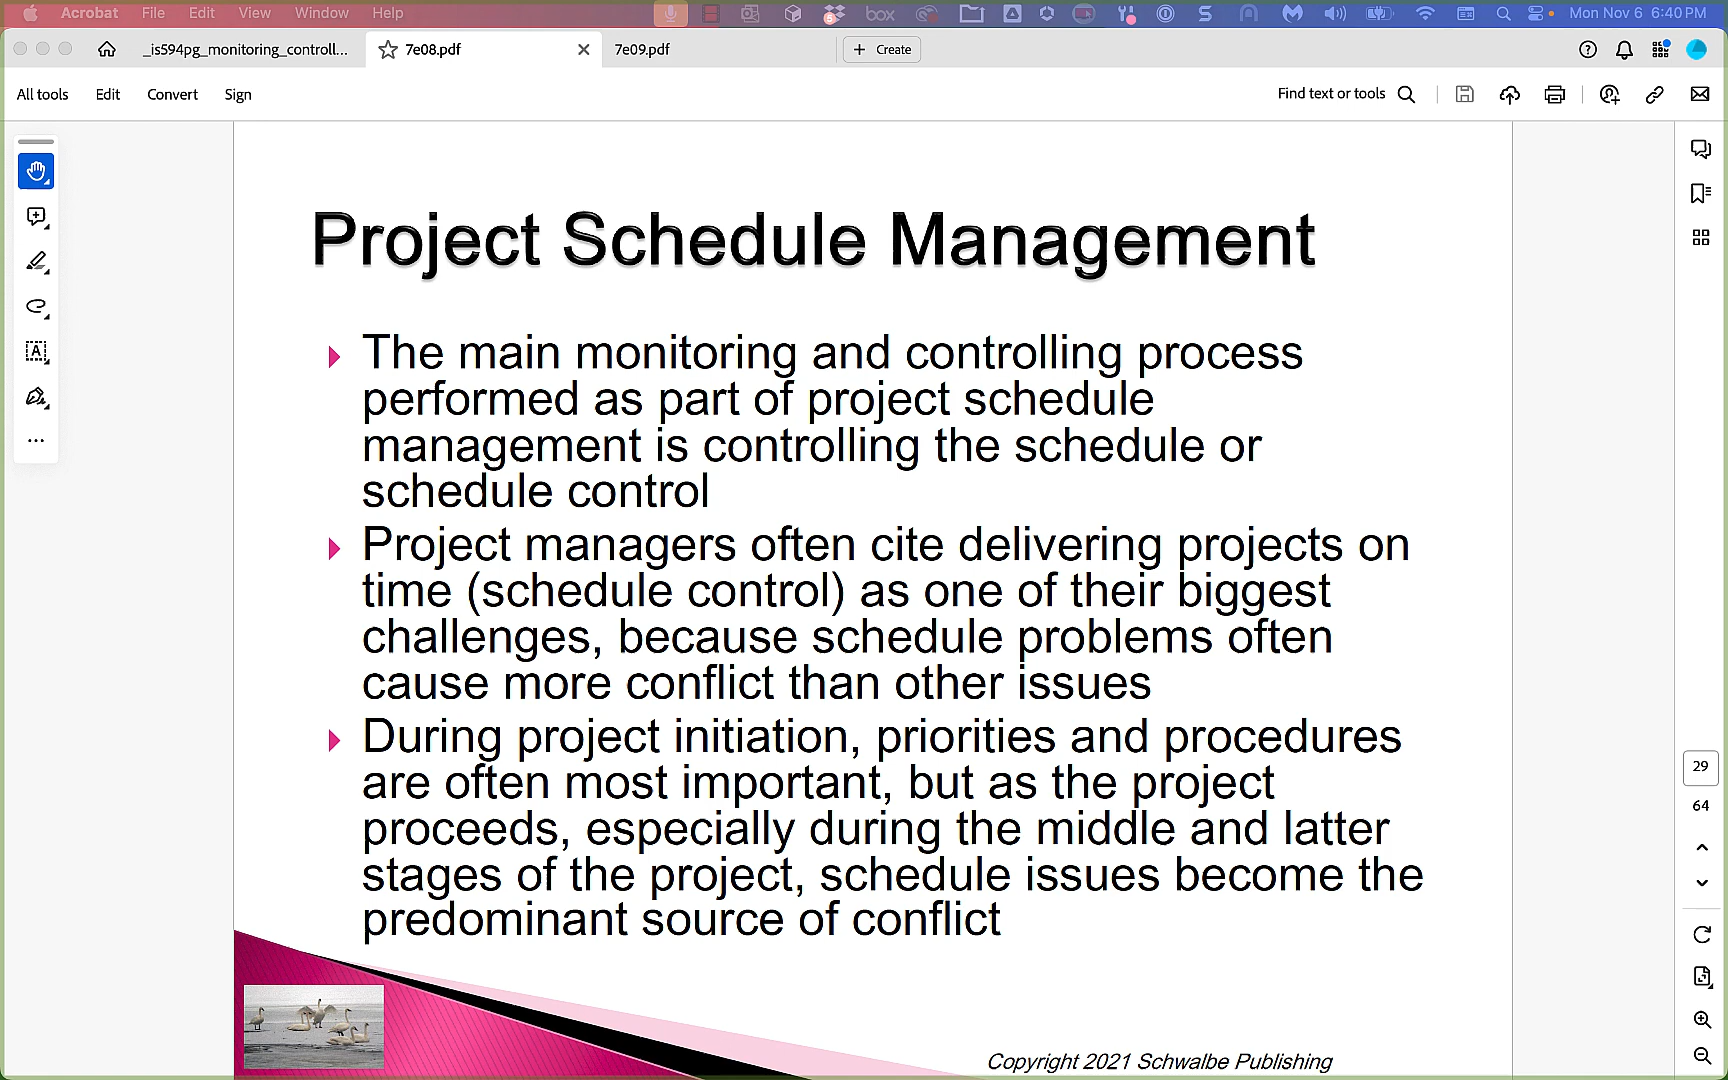 Acrobat File Edit View Window Help
box
Mon Nov 6 6:40 PM
_is594pg_monitoring_controll...
7e08.pdf
7e09.pdf
+ Create
All tools Edit Convert Sign
Find text or tools
Project Schedule Management
The main monitoring and controlling process
performed as part of project schedule
management is controlling the schedule or
schedule control
Project managers often cite delivering projects on
time (schedule control) as one of their biggest
challenges, because schedule problems often
cause more conflict than other issues
During project initiation, priorities and procedures
are often most important, but as the project
proceeds, especially during the middle and latter
stages of the project, schedule issues become the
predominant source of conflict
29
64
Copyright 2021 Schwalbe Publishing